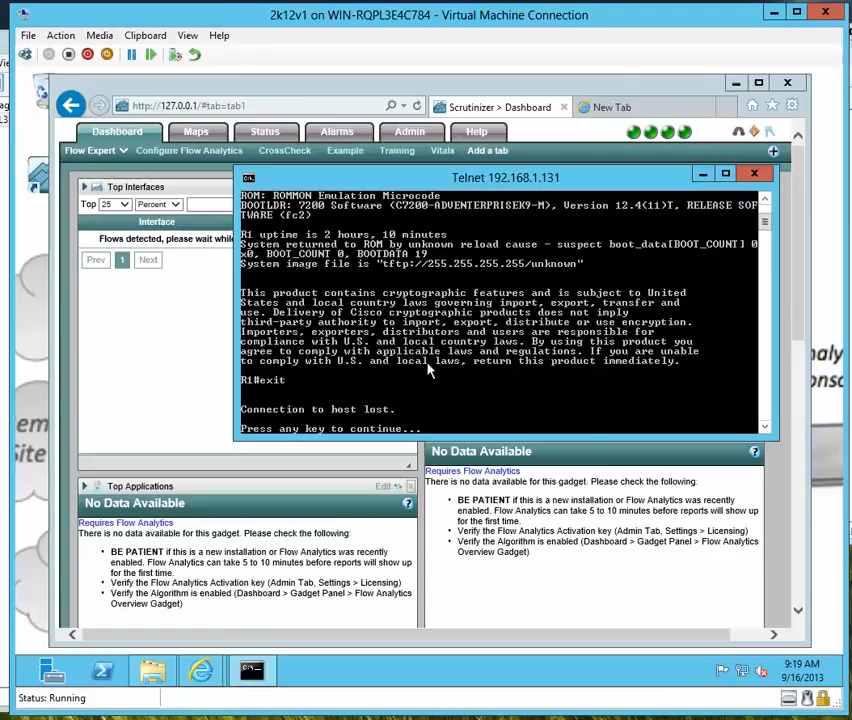 2k12v1 on WIN-RQPL3E4C784 - Virtual Machine Connection
File Action Media Clipboard View Help
http://127.0.0.1/#tab=tab1
Scrutinizer > Dashboard
New Tab
Dashboard Maps Status Alarms Admin Help
Flow Expert Configure Flow Analytics CrossCheck Example Training Vitals Add a tab
Top Interfaces
Top 25 Percent
Interface
Flows detected, please wait while
Prev 1 Next
Telnet 192.168.1.131
ROM: ROMMON Emulation Microcode
BOOTLDR: 7200 Software (C7200-ADVENTERPRISEK9-M), Version 12.4(11)T, RELEASE SOF
TWARE (fc2)
R1 uptime is 2 hours, 10 minutes
System returned to ROM by unknown reload cause - suspect boot_data[BOOT_COUNT] 0
x0, BOOT_COUNT 0, BOOTDATA 19
System image file is "tftp://255.255.255.255/unknown"
This product contains cryptographic features and is subject to United
States and local country laws governing import, export, transfer and
use. Delivery of Cisco cryptographic products does not imply
third-party authority to import, export, distribute or use encryption.
Importers, exporters, distributors and users are responsible for
compliance with U.S. and local country laws. By using this product you
agree to comply with applicable laws and regulations. If you are unable
to comply with U.S. and local laws, return this product immediately.
R1#exit
Connection to host lost.
Press any key to continue...
Top Applications
Edit
No Data Available
Requires Flow Analytics
There is no data available for this gadget. Please check the following:
BE PATIENT if this is a new installation or Flow Analytics was recently
enabled. Flow Analytics can take 5 to 10 minutes before reports will show up
for the first time.
Verify the Flow Analytics Activation key (Admin Tab, Settings > Licensing)
Verify the Algorithm is enabled (Dashboard > Gadget Panel > Flow Analytics
Overview Gadget)
No Data Available
Requires Flow Analytics
There is no data available for this gadget. Please check the following:
BE PATIENT if this is a new installation or Flow Analytics was recently
enabled. Flow Analytics can take 5 to 10 minutes before reports will show up
for the first time.
Verify the Flow Analytics Activation key (Admin Tab, Settings > Licensing)
Verify the Algorithm is enabled (Dashboard > Gadget Panel > Flow Analytics
Overview Gadget)
9:19 AM
9/16/2013
Status: Running